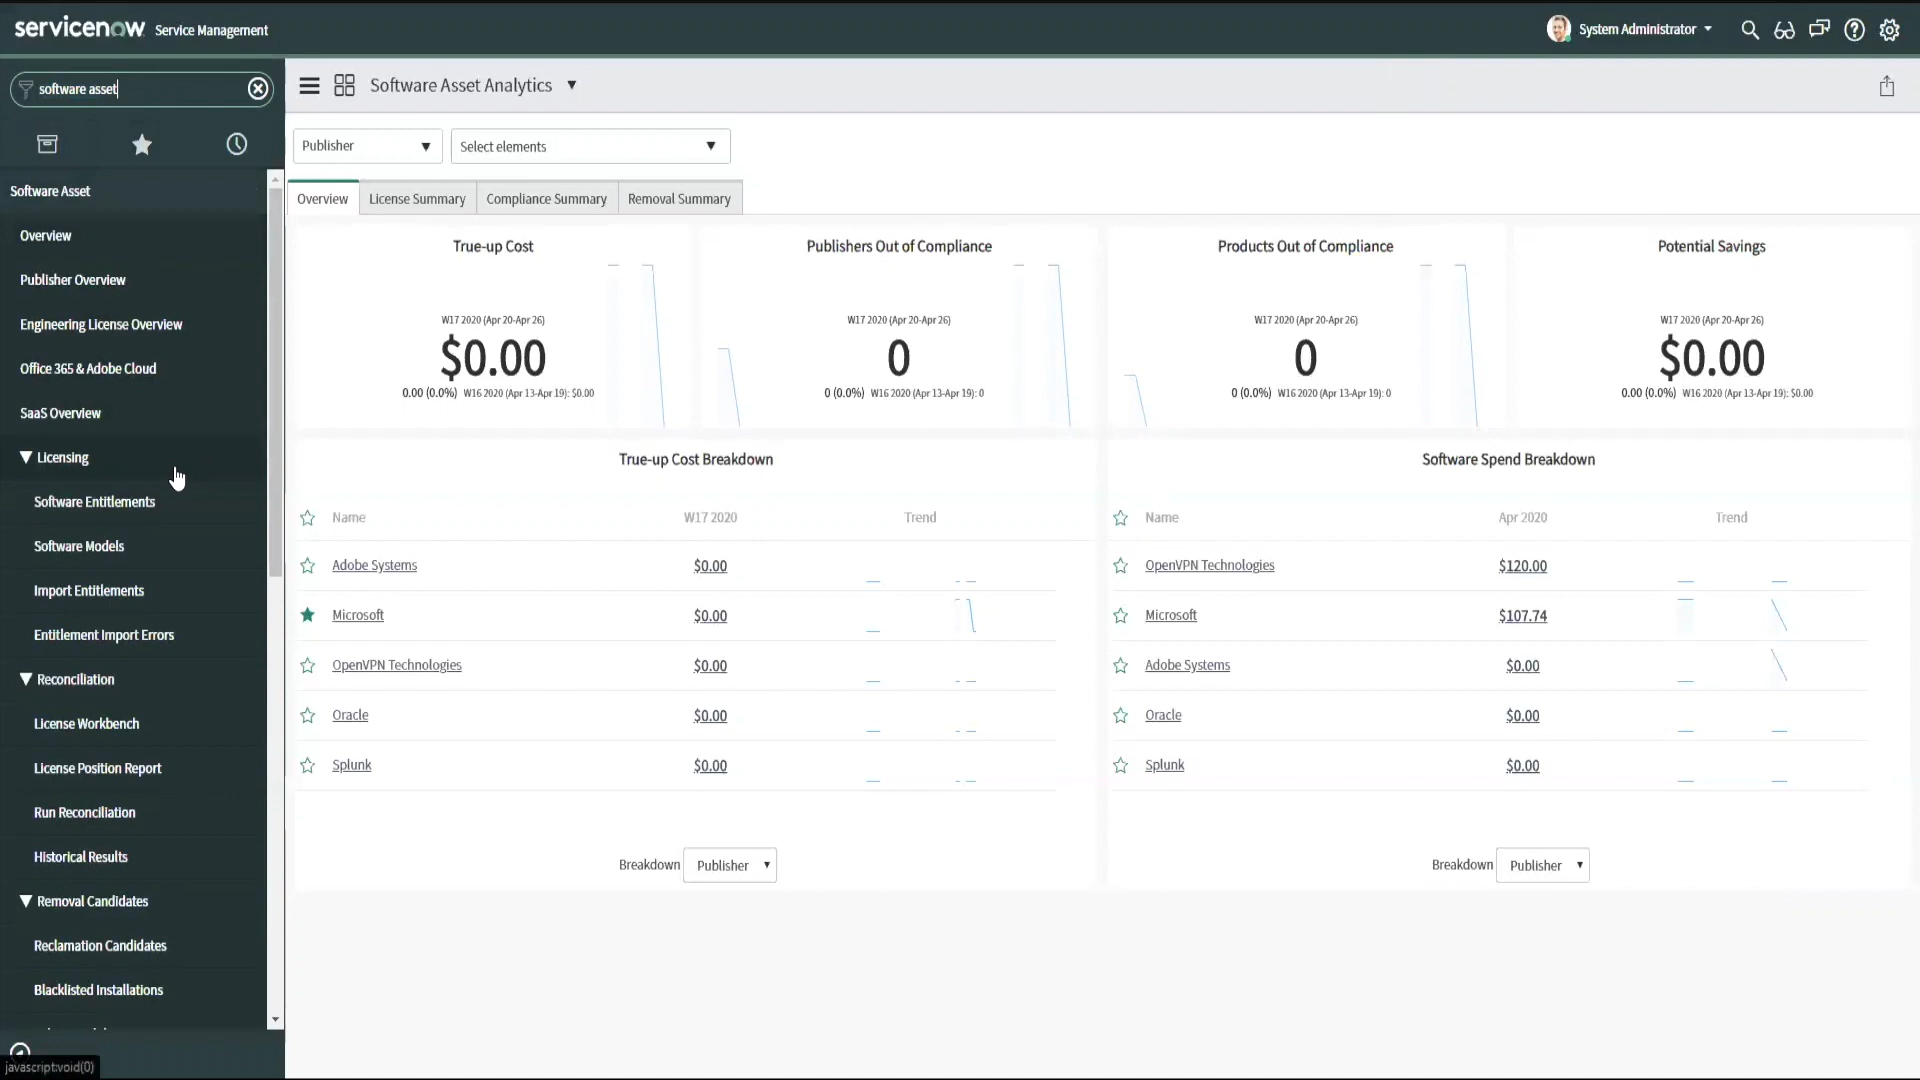 servicenow Service Management
System Administrator
software asset
Software Asset Analytics
Publisher
Select elements
Software Asset
Overview
Publisher Overview
Engineering License Overview
Office 365 & Adobe Cloud
SaaS Overview
Licensing
Software Entitlements
Software Models
Import Entitlements
Entitlement Import Errors
Reconciliation
License Workbench
License Position Report
Run Reconciliation
Historical Results
Removal Candidates
Reclamation Candidates
Blacklisted Installations
javascript:void(0)
Overview License Summary Compliance Summary Removal Summary
True-up Cost
W17 2020 (Apr 20-Apr 26)
$0.00
0.00 (0.0%) W16 2020 (Apr 13-Apr 19): $0.00
Publishers Out of Compliance
W17 2020 (Apr 20-Apr 26)
0
0 (0.0%) W16 2020 (Apr 13-Apr 19): 0
Products Out of Compliance
W17 2020 (Apr 20-Apr 26)
0
0 (0.0%) W16 2020 (Apr 13-Apr 19): 0
Potential Savings
W17 2020 (Apr 20-Apr 26)
$0.00
0.00 (0.0%) W16 2020 (Apr 13-Apr 19): $0.00
True-up Cost Breakdown
Name W17 2020 Trend
Adobe Systems $0.00
Microsoft $0.00
OpenVPN Technologies $0.00
Oracle $0.00
Splunk $0.00
Breakdown Publisher
Software Spend Breakdown
Name Apr 2020 Trend
OpenVPN Technologies $120.00
Microsoft $107.74
Adobe Systems $0.00
Oracle $0.00
Splunk $0.00
Breakdown Publisher